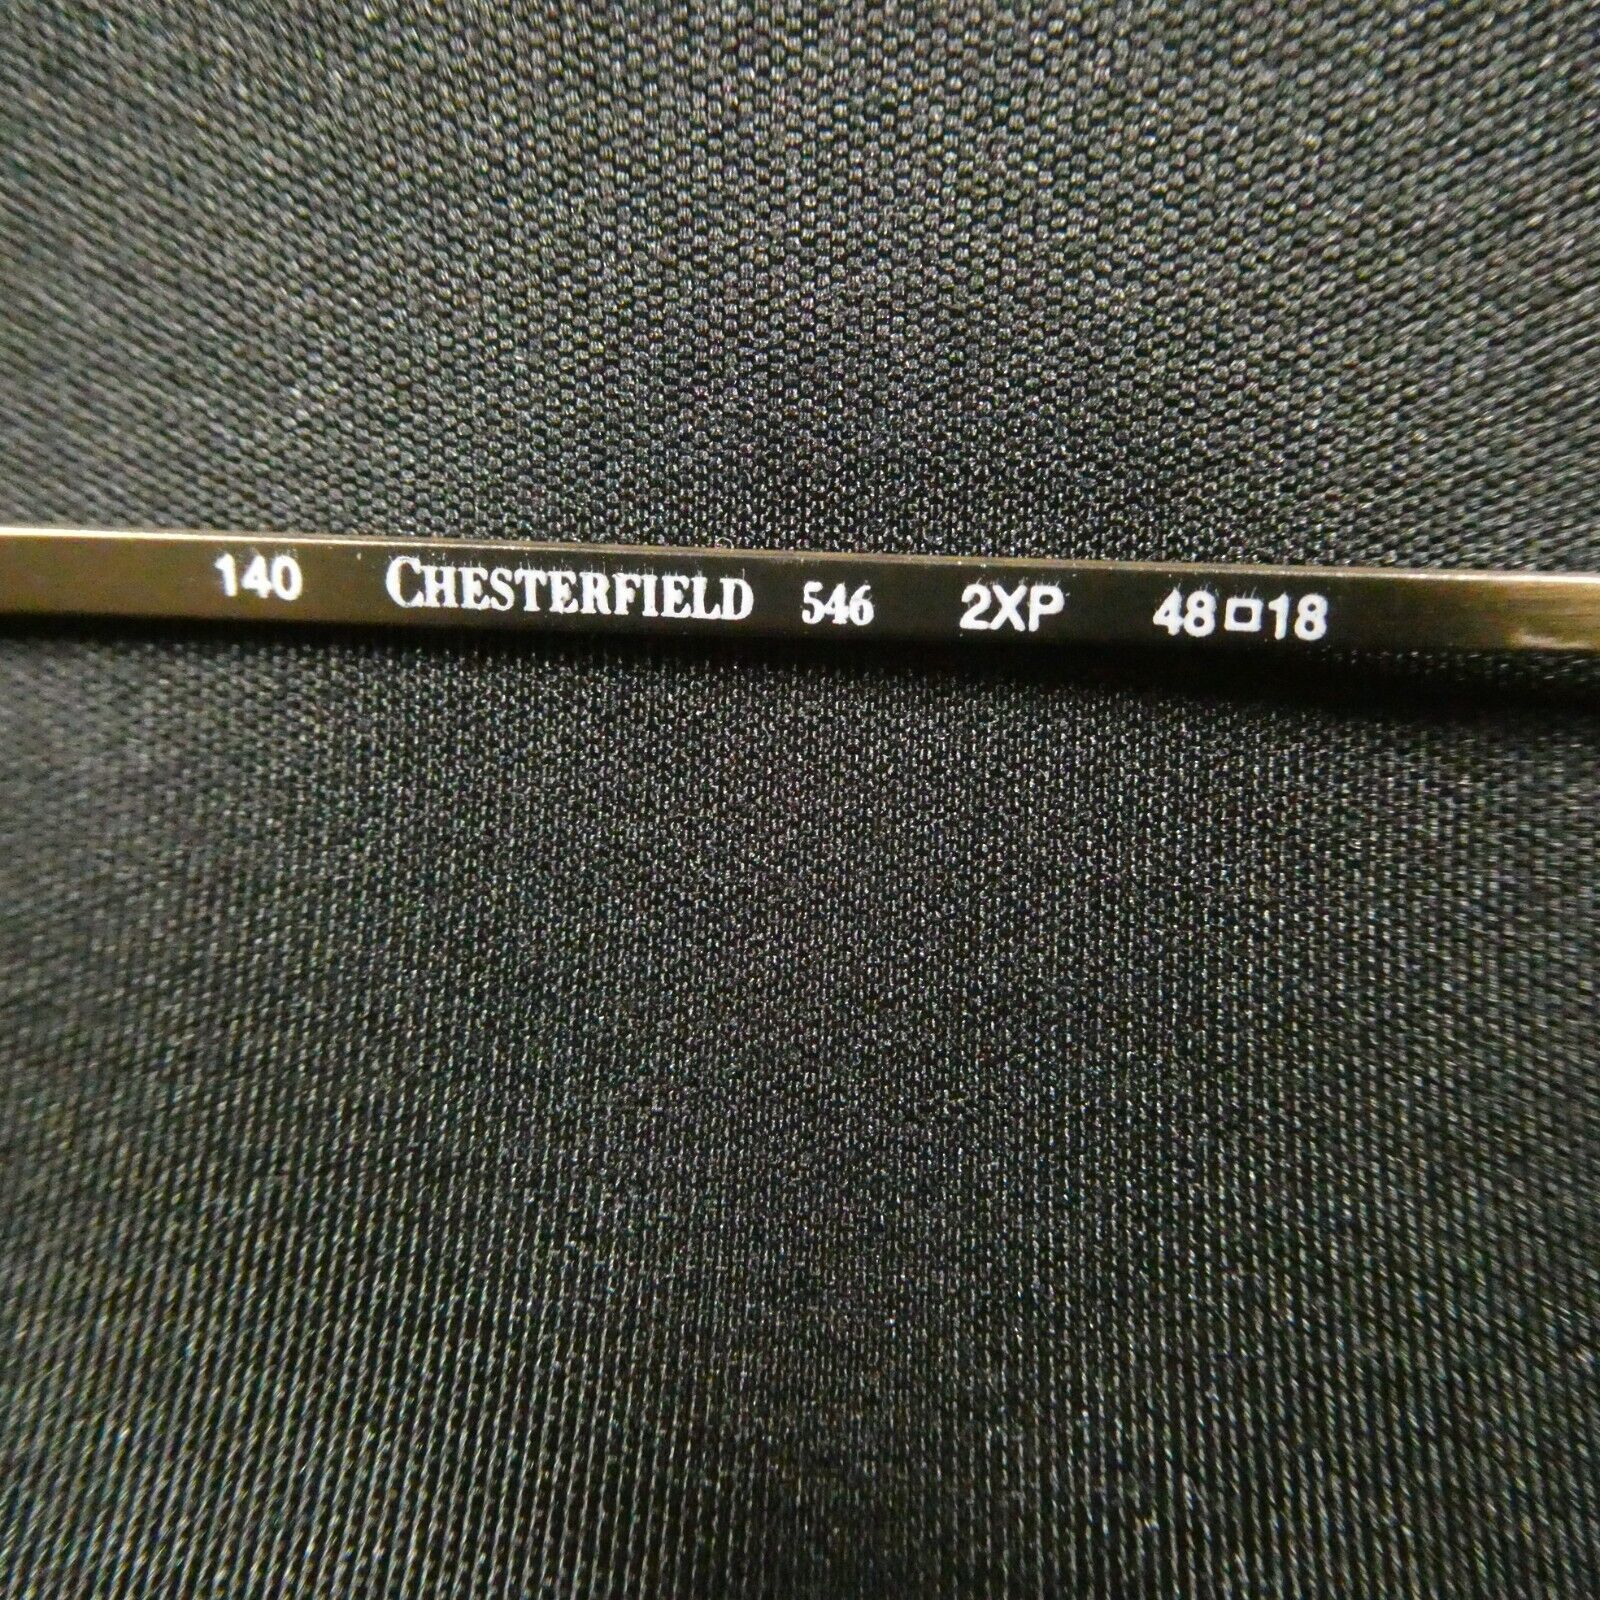 140 CHESTERFIELD 546 2XP 48□18